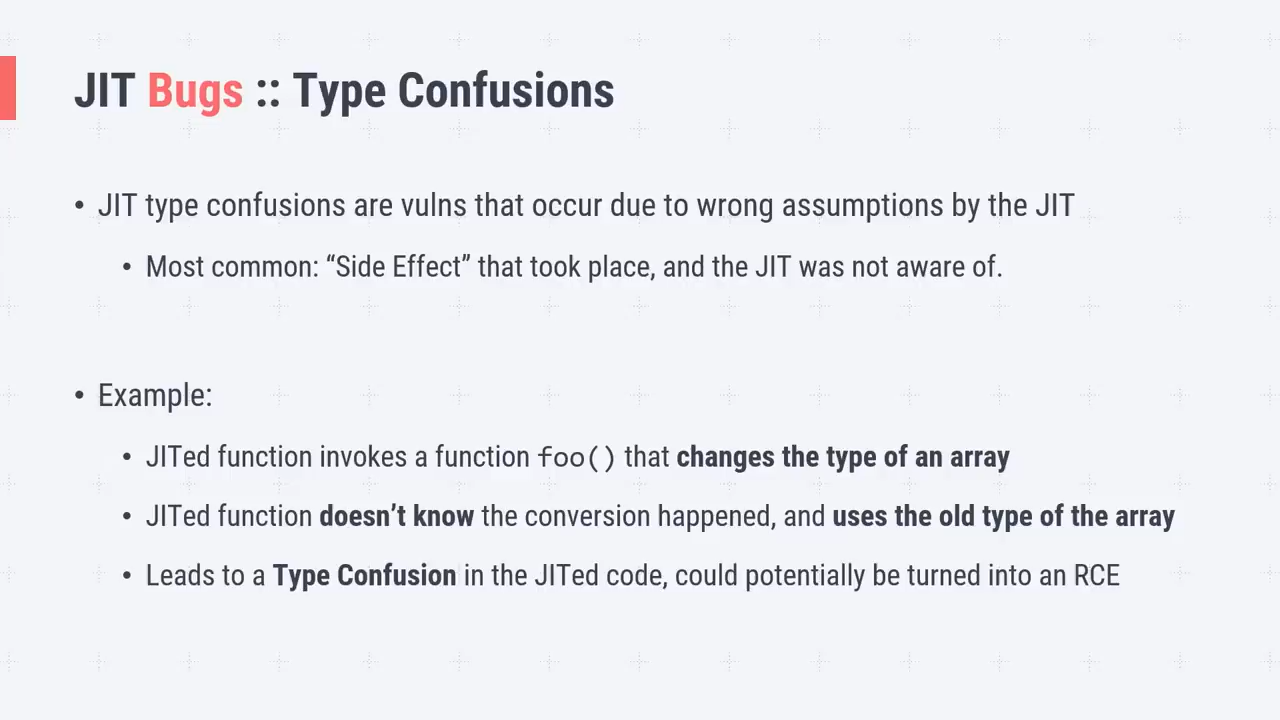 JIT Bugs :: Type Confusions
• JIT type confusions are vulns that occur due to wrong assumptions by the JIT
• Most common: “Side Effect” that took place, and the JIT was not aware of.
• Example:
• JITed function invokes a function foo() that changes the type of an array
• JITed function doesn’t know the conversion happened, and uses the old type of the array
• Leads to a Type Confusion in the JITed code, could potentially be turned into an RCE